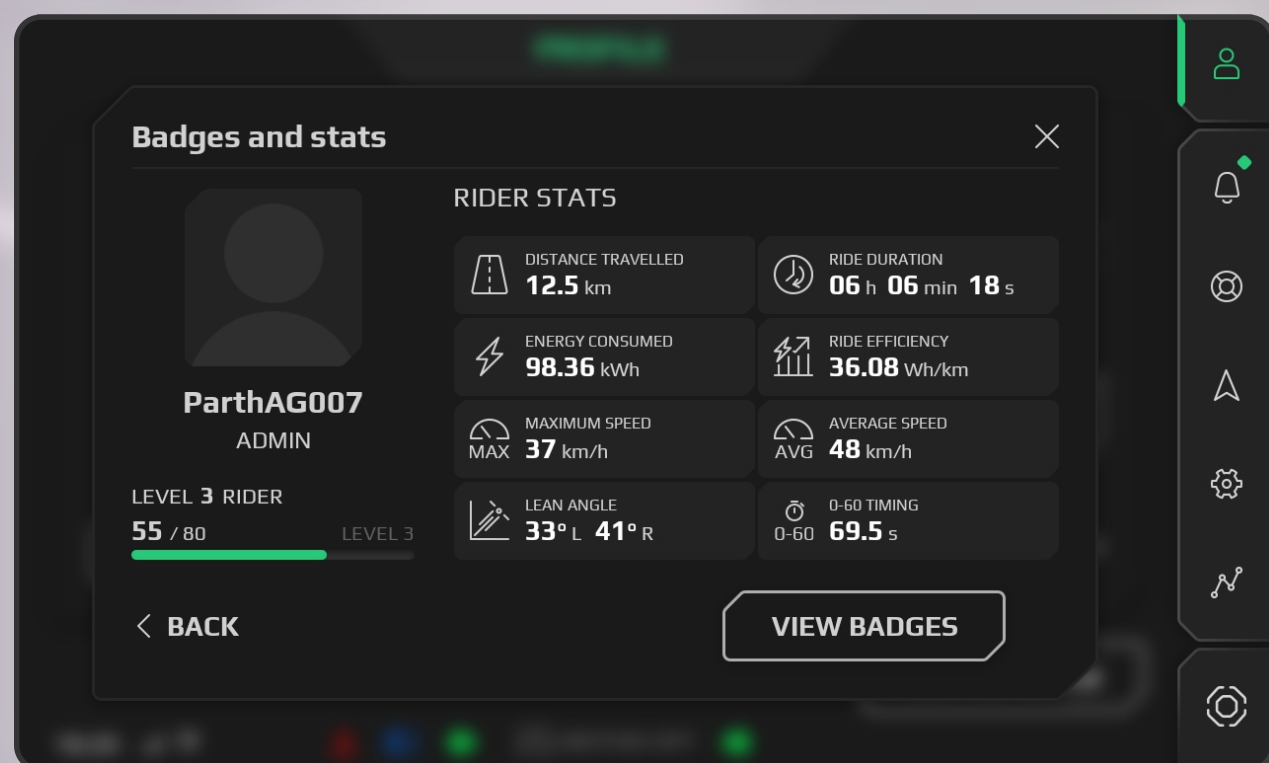 PROFILE
Badges and stats
ParthAG007
ADMIN
LEVEL 3 RIDER
55 / 80 LEVEL 3
RIDER STATS
DISTANCE TRAVELLED
12.5 km
RIDE DURATION
06 h 06 min 18 s
ENERGY CONSUMED
98.36 kWh
RIDE EFFICIENCY
36.08 Wh/km
MAX
MAXIMUM SPEED
37 km/h
AVG
AVERAGE SPEED
48 km/h
LEAN ANGLE
33° L 41° R
0-60
0-60 TIMING
69.5 s
BACK
VIEW BADGES